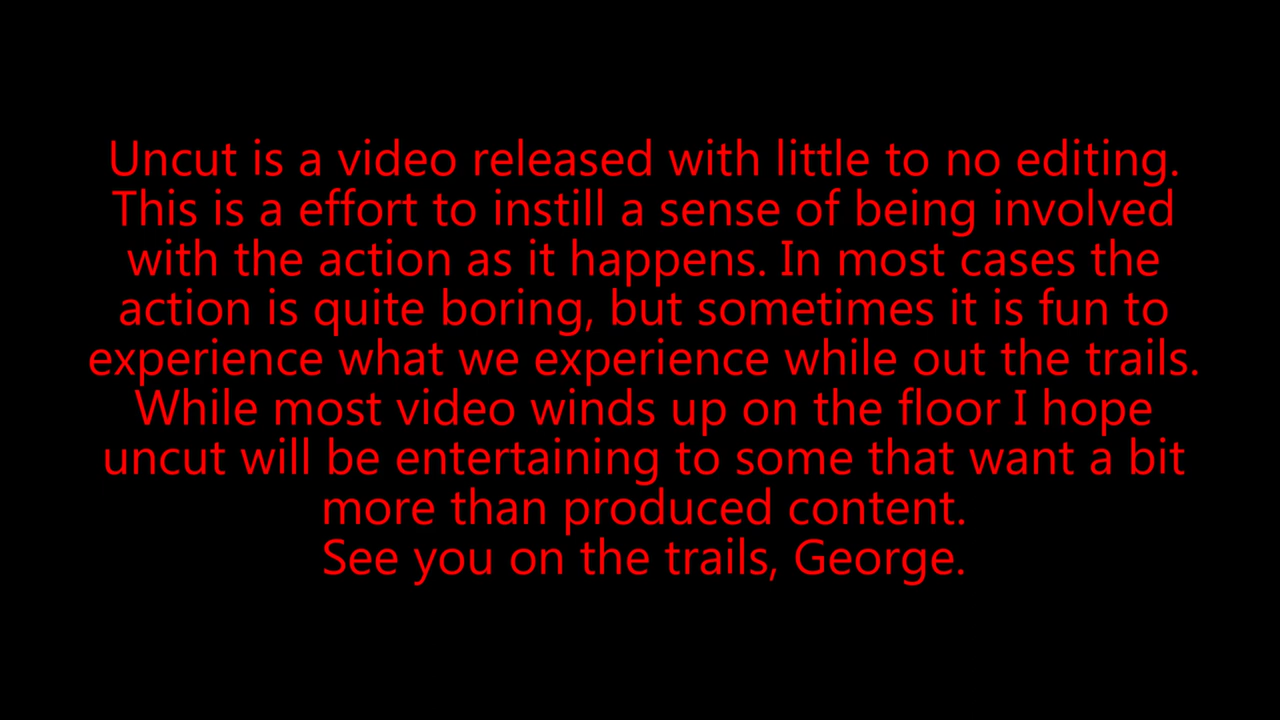 Uncut is a video released with little to no editing.
This is a effort to instill a sense of being involved
with the action as it happens. In most cases the
action is quite boring, but sometimes it is fun to
experience what we experience while out the trails.
While most video winds up on the floor I hope
uncut will be entertaining to some that want a bit
more than produced content.
See you on the trails, George.